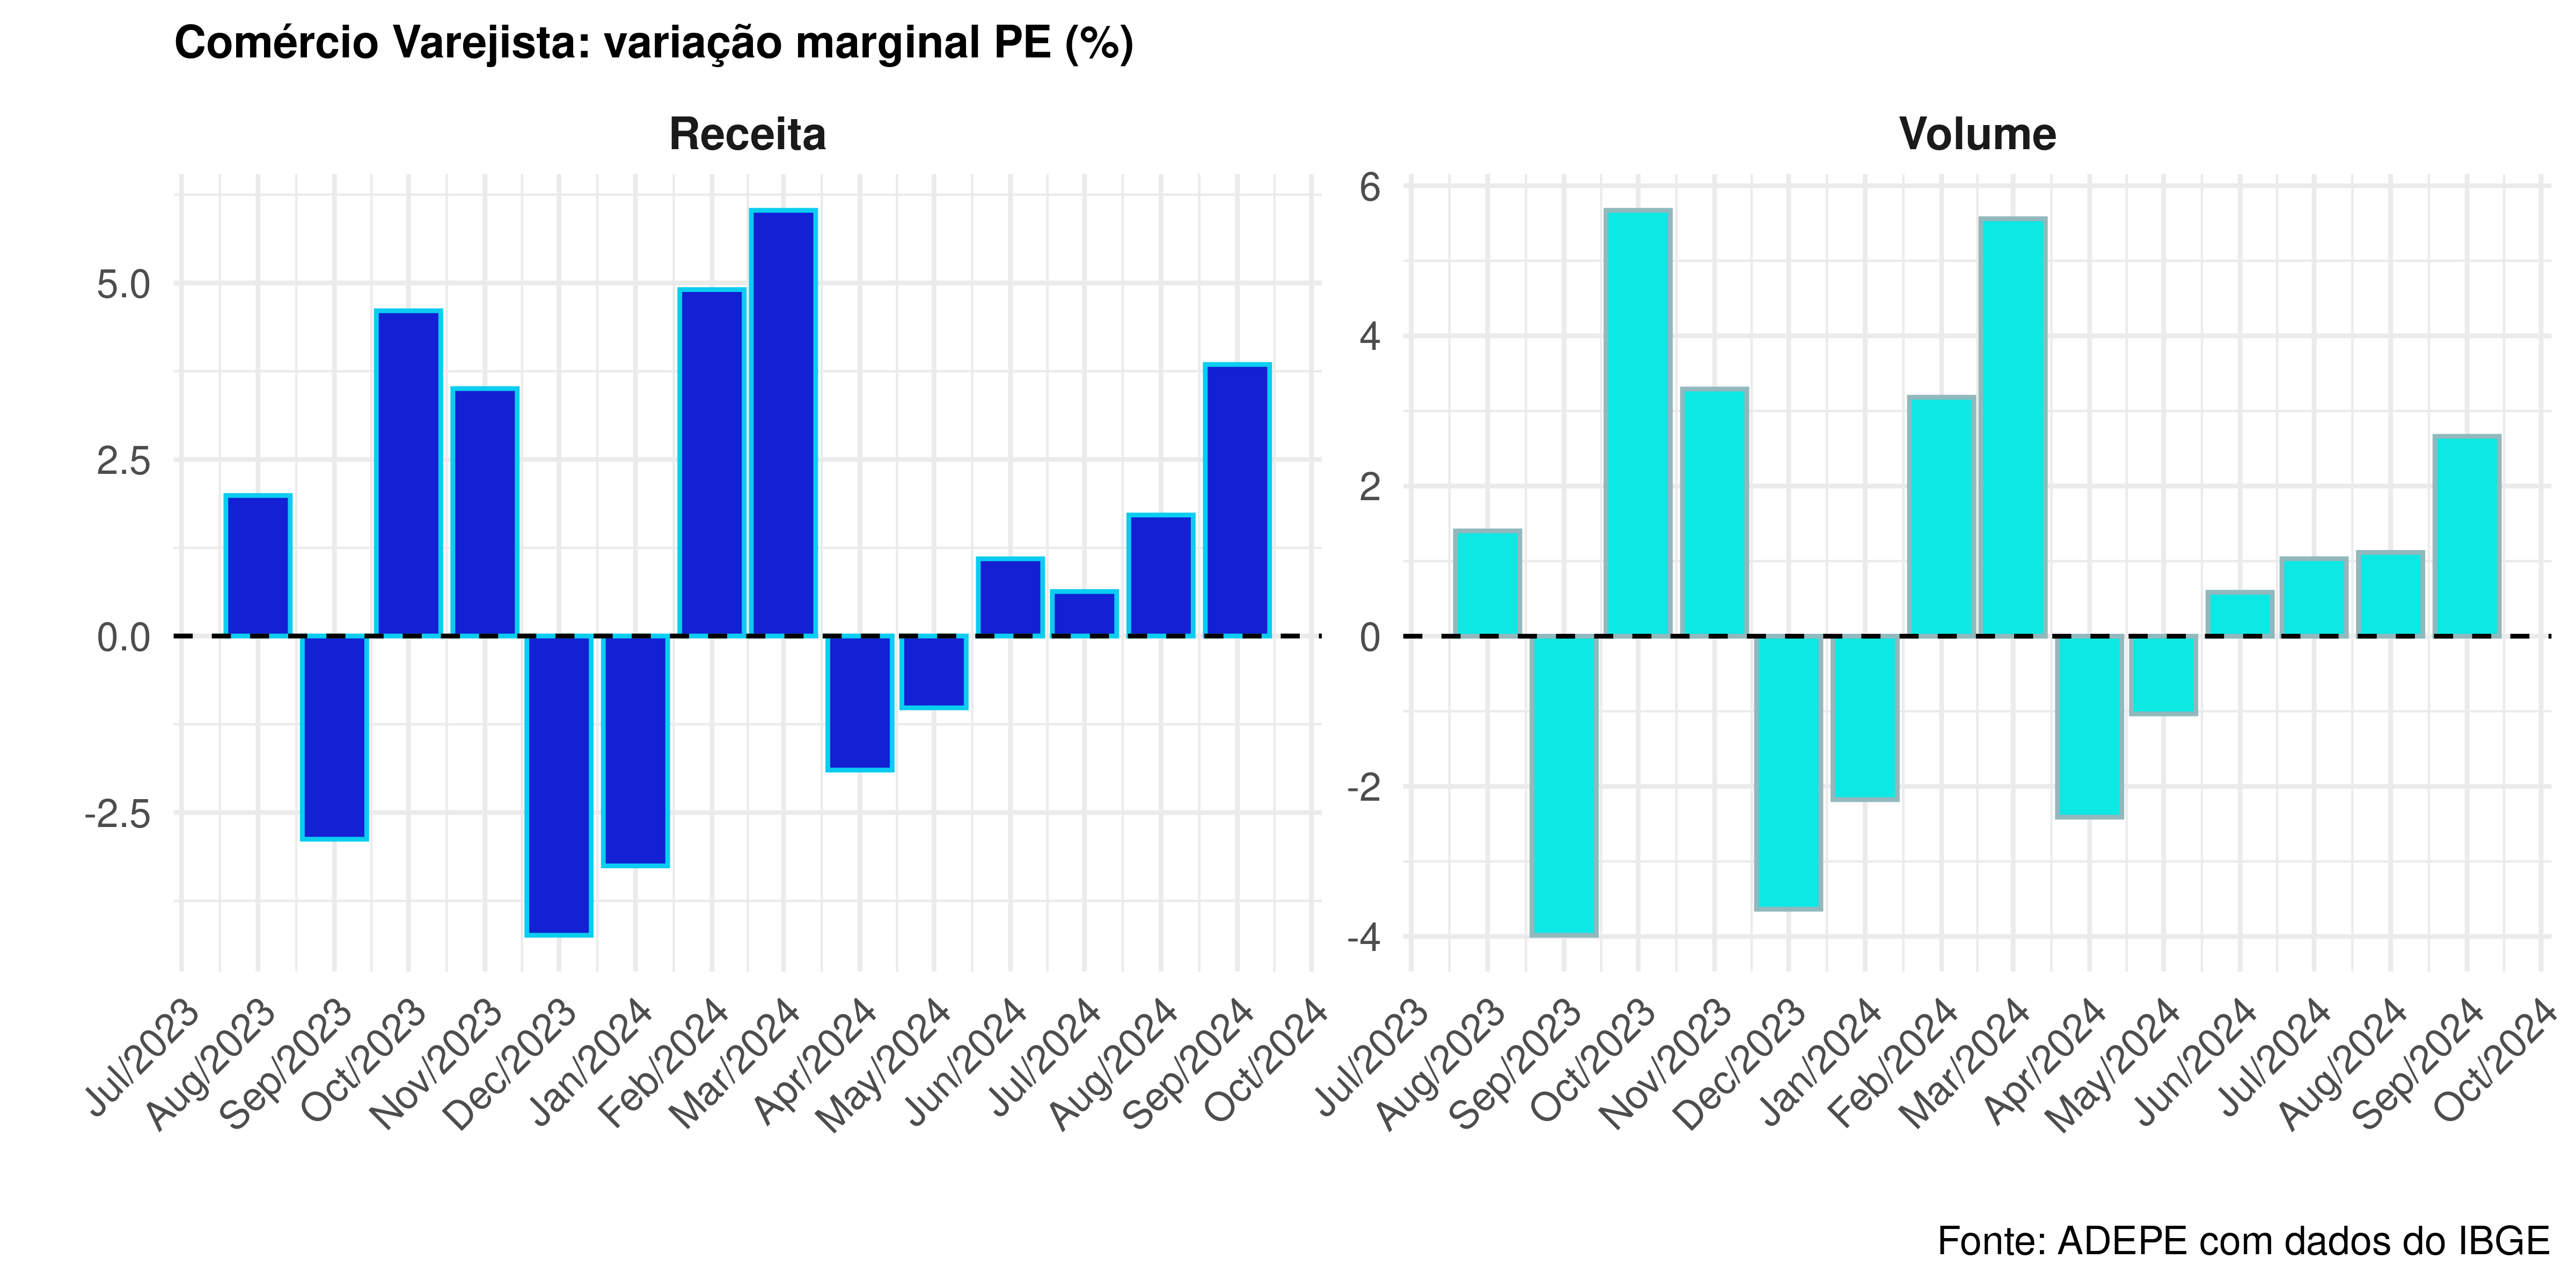 Comércio Varejista: variação marginal PE (%)
Receita
5.0
2.5
0.0
-2.5
Jul/2023
Aug/2023
Sep/2023
Oct/2023
Nov/2023
Dec/2023
Jan/2024
Feb/2024
Mar/2024
Apr/2024
May/2024
Jun/2024
Jul/2024
Aug/2024
Sep/2024
Oct/2024
Volume
6
4
2
0
-2
-4
Jul/2023
Aug/2023
Sep/2023
Oct/2023
Nov/2023
Dec/2023
Jan/2024
Feb/2024
Mar/2024
Apr/2024
May/2024
Jun/2024
Jul/2024
Aug/2024
Sep/2024
Oct/2024
Fonte: ADEPE com dados do IBGE